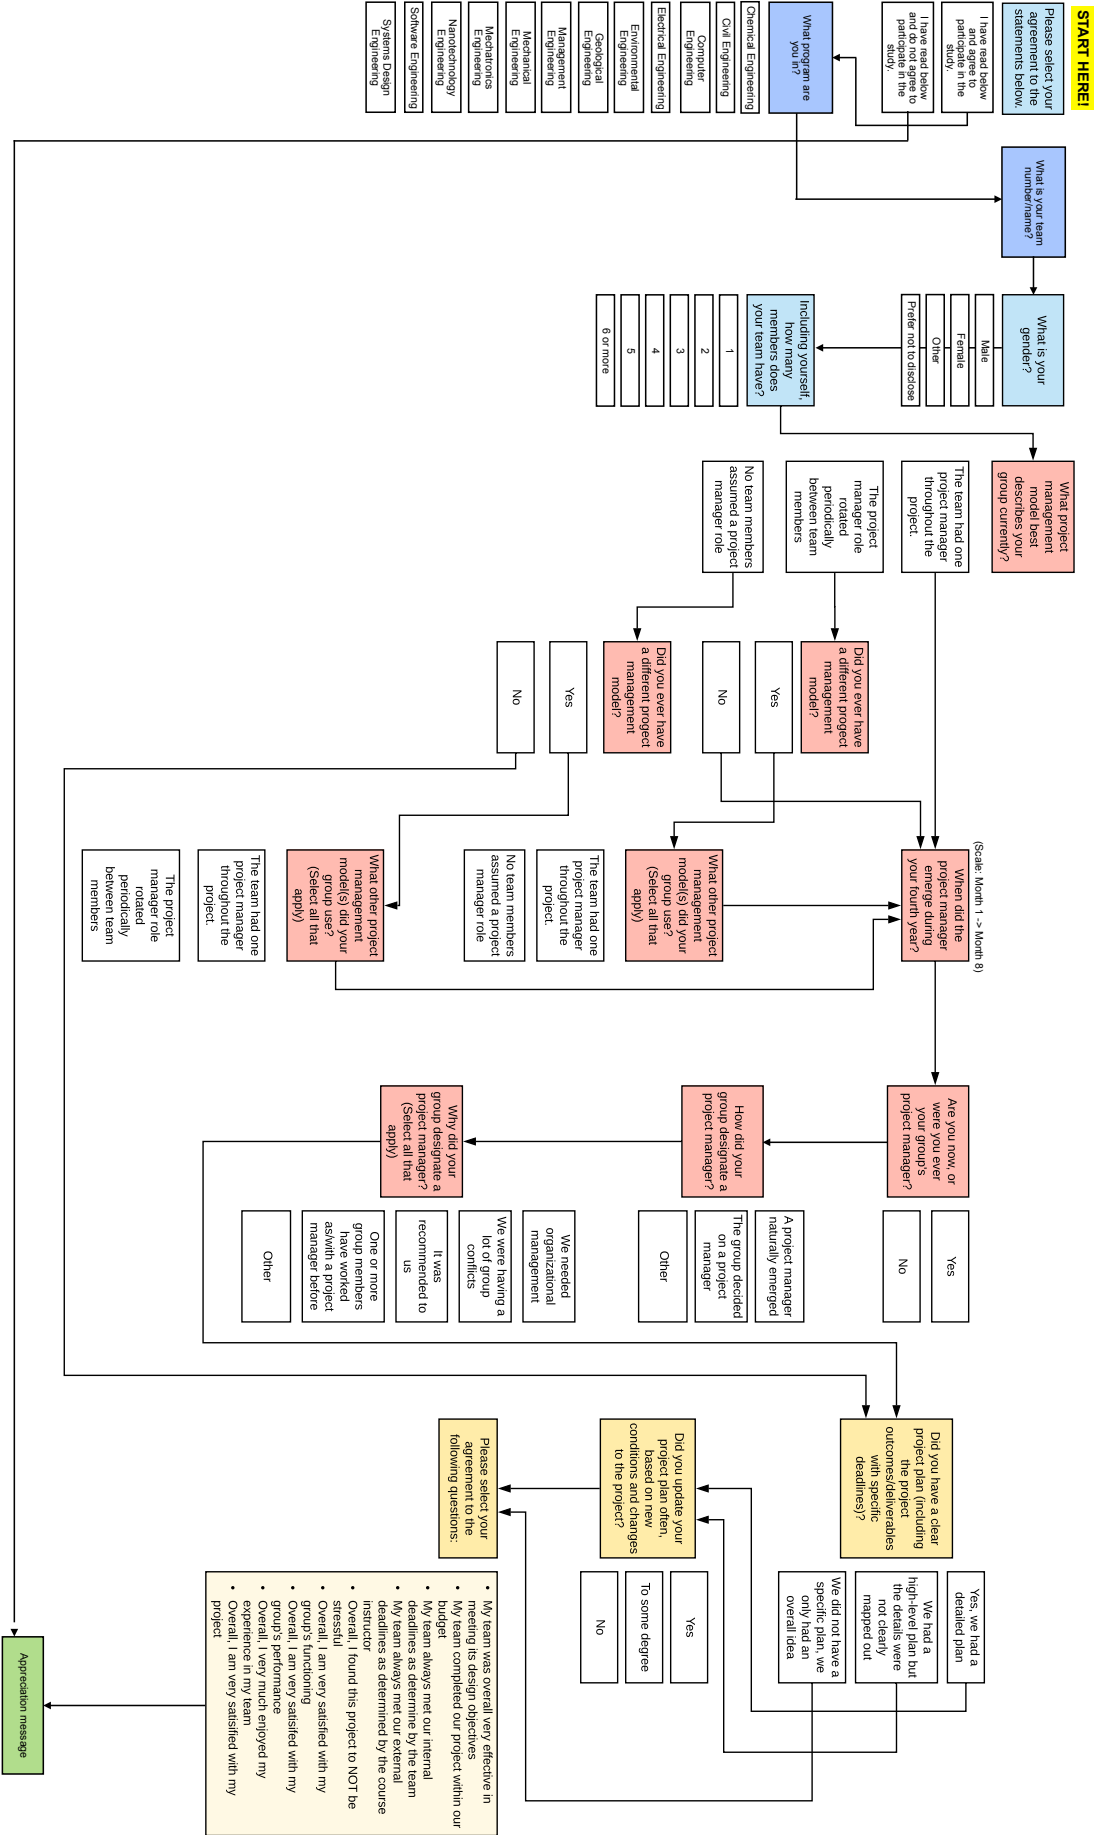 START HERE!
Please select your
agreement to the
statements below.
I have read below
and agree to
participate in the
study.
I have read below
and do not agree to
participate in the
study.
What program are
you in?
Chemical Engineering
Civil Engineering
Computer
Engineering
Electrical Engineering
Environmental
Engineering
Geological
Engineering
Management
Engineering
Mechanical
Engineering
Mechatronics
Engineering
Nanotechnology
Engineering
Software Engineering
Systems Design
Engineering
What is your team
number/name?
What is your
gender?
Male
Female
Other
Prefer not to disclose
Including yourself,
how many
members does
your team have?
1
2
3
4
5
6 or more
What project
management
model best
describes your
group currently?
The team had one
project manager
throughout the
project.
The project
manager role
rotated
periodically
between team
members
No team members
assumed a project
manager role
Did you ever have
a different progect
management
model?
Yes
No
Did you ever have
a different progect
management
model?
Yes
No
(Scale: Month 1 -> Month 8)
When did the
project manager
emerge during
your fourth year?
What other project
management
model(s) did your
group use?
(Select all that
apply)
The team had one
project manager
throughout the
project.
No team members
assumed a project
manager role
What other project
management
model(s) did your
group use?
(Select all that
apply)
The team had one
project manager
throughout the
project.
The project
manager role
rotated
periodically
between team
members
Are you now, or
were you ever
your group's
project manager?
Yes
No
How did your
group designate a
project manager?
A project manager
naturally emerged
The group decided
on a project
manager
Other
Why did your
group designate a
project manager?
(Select all that
apply)
We needed
organizational
management
We were having a
lot of group
conflicts
It was
recommended to
us
One or more
group members
have worked
as/with a project
manager before
Other
Did you have a clear
project plan (including
the project
outcomes/deliverables
with specific
deadlines)?
Yes, we had a
detailed plan
We had a
high-level plan but
the details were
not clearly
mapped out
We did not have a
specific plan, we
only had an
overall idea
Did you update your
project plan often,
based on new
conditions and changes
to the project?
Yes
To some degree
No
Please select your
agreement to the
following questions:
• My team was overall very effective in
meeting its design objectives
• My team completed our project within our
budget
• My team always met our internal
deadlines as determine by the team
• My team always met our external
deadlines as determined by the course
instructor
• Overall, I found this project to NOT be
stressful
• Overall, I am very satisfied with my
group's functioning
• Overall, I am very satisifed with my
group's performance
• Overall, I very much enjoyed my
experience in my team
• Overall, I am very satisified with my
project
Appreciation message